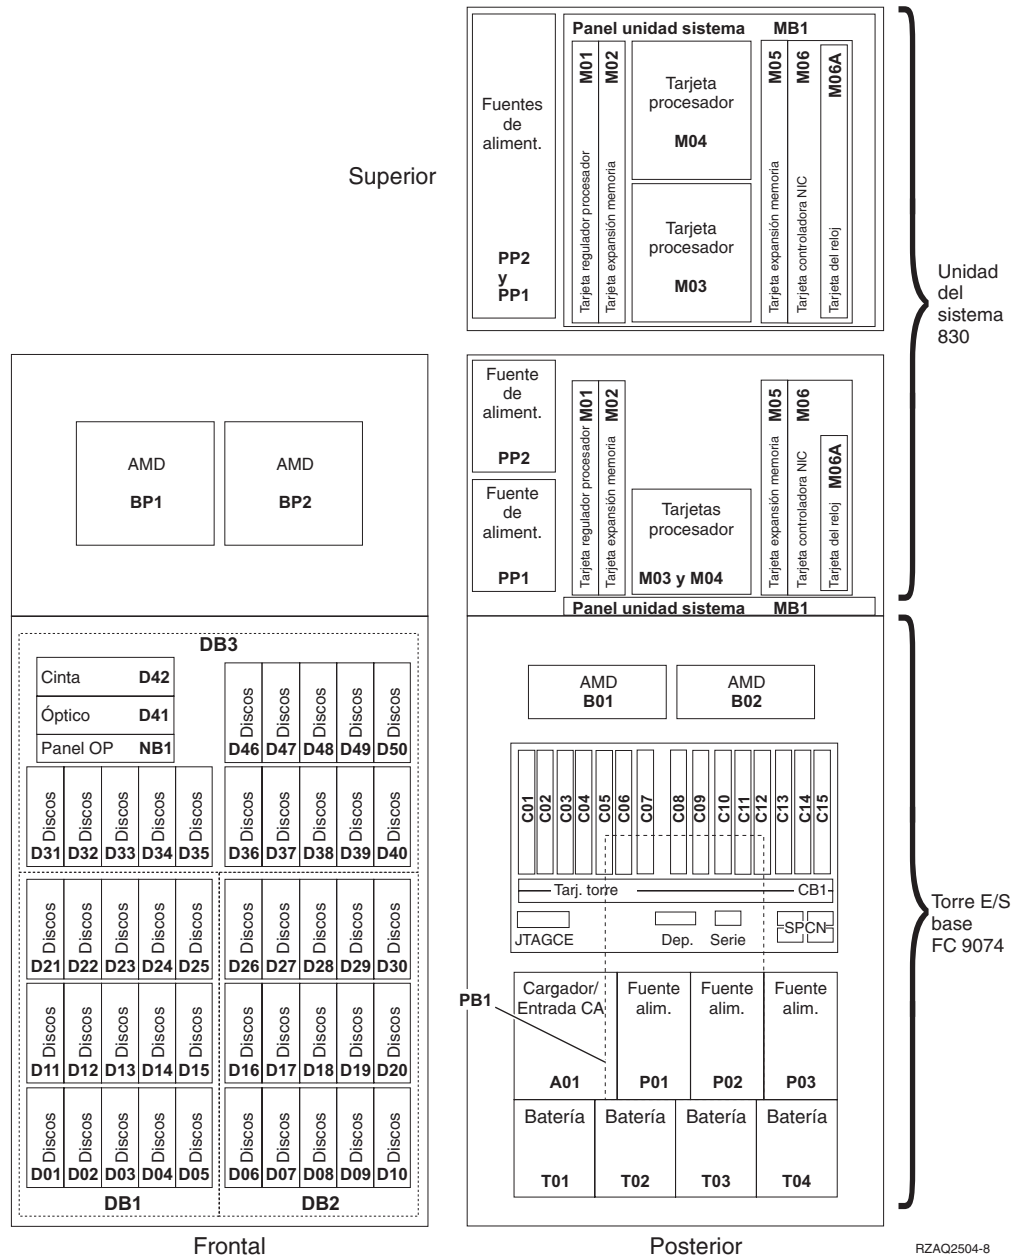 Panel unidad sistema MB1
Fuentes
de
aliment.
PP2
y
PP1
Tarjeta regulador procesador M01
Tarjeta expansión memoria M02
Tarjeta
procesador
M04
Tarjeta
procesador
M03
Tarjeta expansión memoria M05
Tarjeta controladora NIC M06
Tarjeta del reloj M06A
Superior
Unidad
del
sistema
830
AMD
BP1
AMD
BP2
Fuente
de
aliment.
PP2
Fuente
de
aliment.
PP1
Tarjeta regulador procesador M01
Tarjeta expansión memoria M02
Tarjetas
procesador
M03 y M04
Tarjeta expansión memoria M05
Tarjeta controladora NIC M06
Tarjeta del reloj M06A
Panel unidad sistema MB1
DB3
Cinta D42
Óptico D41
Panel OP NB1
Discos Discos Discos Discos Discos
D46 D47 D48 D49 D50
Discos Discos Discos Discos Discos
D31 D32 D33 D34 D35
Discos Discos Discos Discos Discos
D36 D37 D38 D39 D40
Discos Discos Discos Discos Discos
D21 D22 D23 D24 D25
Discos Discos Discos Discos Discos
D26 D27 D28 D29 D30
Discos Discos Discos Discos Discos
D11 D12 D13 D14 D15
Discos Discos Discos Discos Discos
D16 D17 D18 D19 D20
Discos Discos Discos Discos Discos
D01 D02 D03 D04 D05
Discos Discos Discos Discos Discos
D06 D07 D08 D09 D10
DB1 DB2
Frontal
AMD
B01
AMD
B02
C01 C02 C03 C04 C05 C06 C07 C08 C09 C10 C11 C12 C13 C14 C15
Tarj. torre CB1
JTAGCE Dep. Serie SPCN
PB1
Cargador/
Entrada CA
A01
Fuente
alim.
P01
Fuente
alim.
P02
Fuente
alim.
P03
Batería
T01
Batería
T02
Batería
T03
Batería
T04
Torre E/S
base
FC 9074
Posterior
RZAQ2504-8